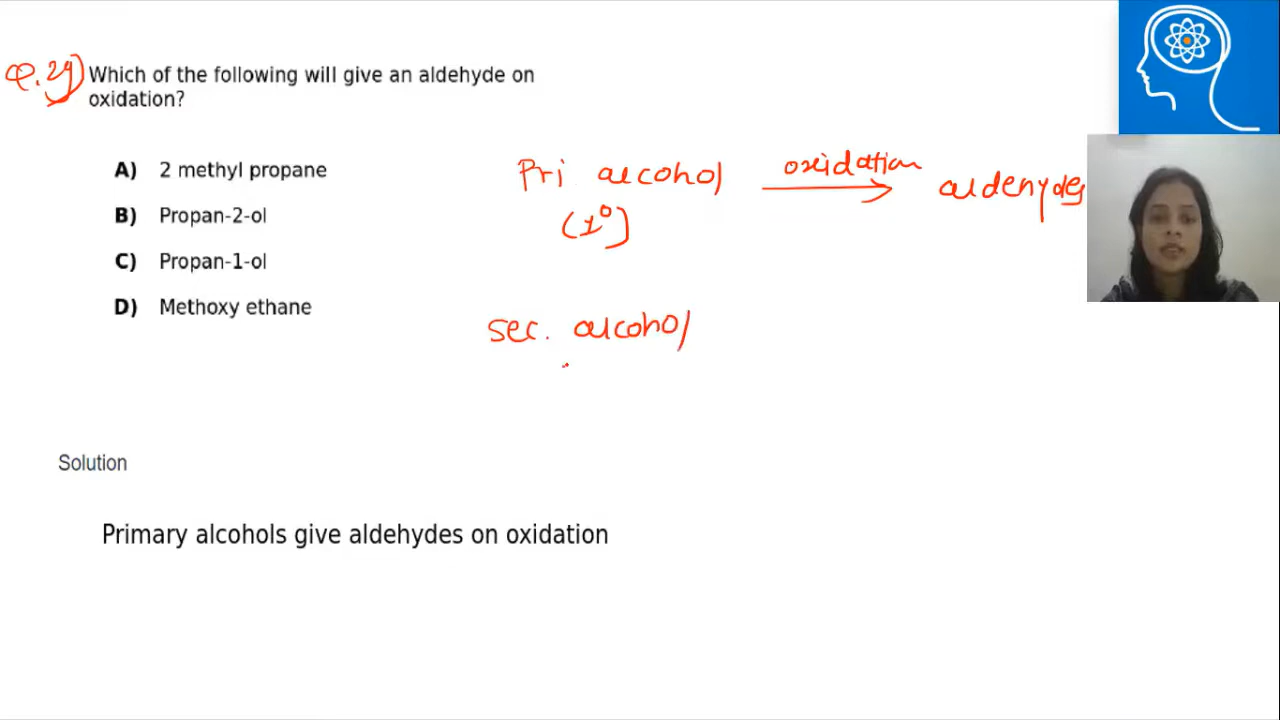 Q.24) Which of the following will give an aldehyde on
oxidation?
A) 2 methyl propane
B) Propan-2-ol
C) Propan-1-ol
D) Methoxy ethane
Pri alcohol oxidation aldehydes
(1°)
sec. alcohol
Solution
Primary alcohols give aldehydes on oxidation